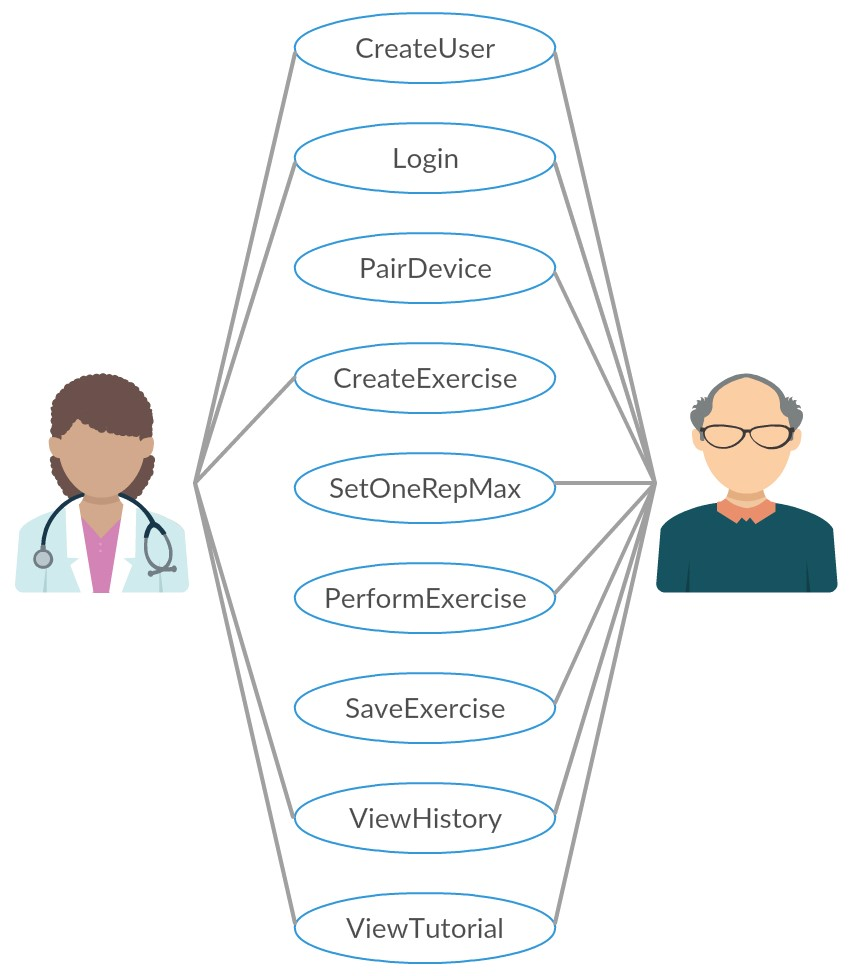 CreateUser
Login
PairDevice
CreateExercise
SetOneRepMax
PerformExercise
SaveExercise
ViewHistory
ViewTutorial